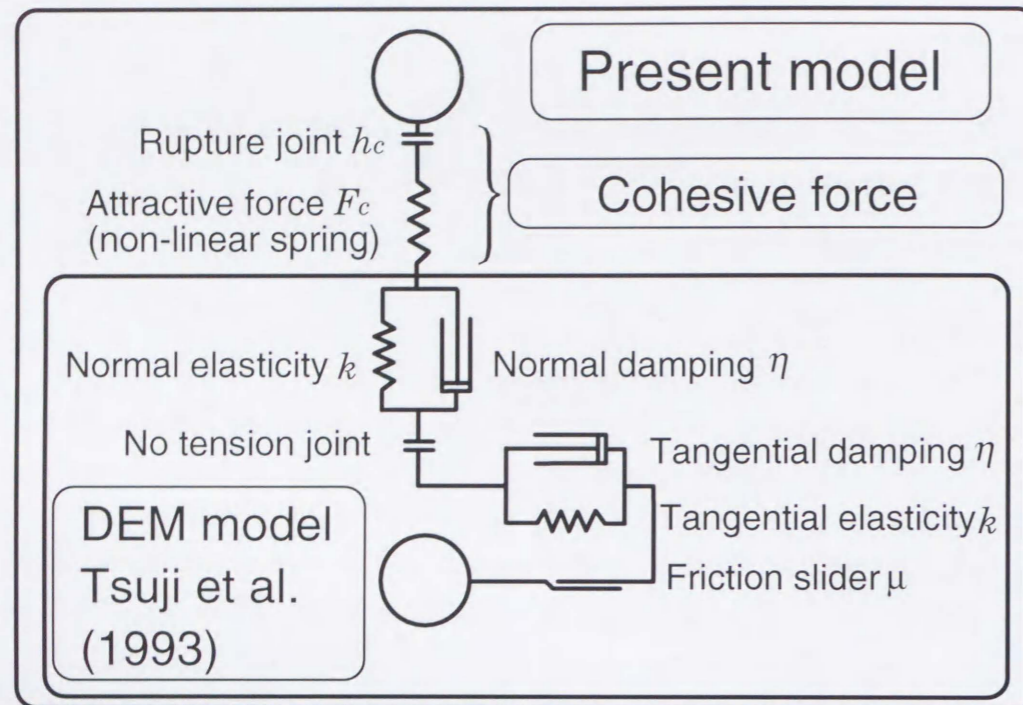 Present model
Rupture joint hc
Cohesive force
Attractive force Fc
(non-linear spring)
Normal elasticity k
Normal damping η
No tension joint
Tangential damping η
Tangential elasticity k
Friction slider μ
DEM model
Tsuji et al.
(1993)